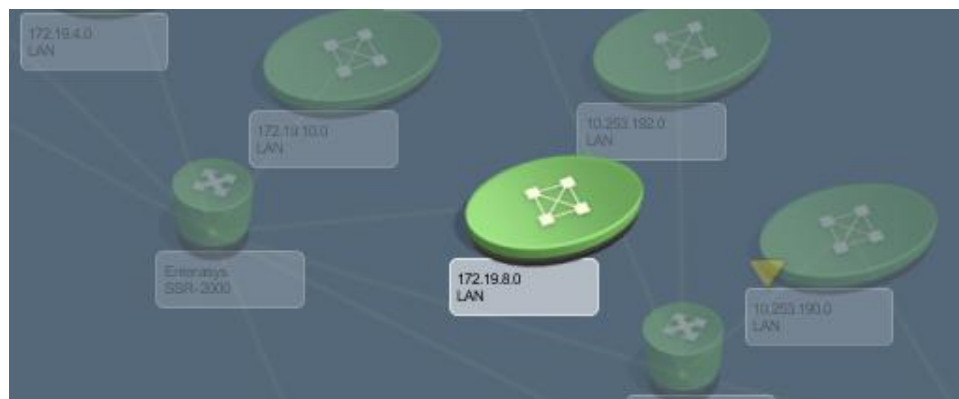 172.19.4.0
LAN
172.19.10.0
LAN
10.253.192.0
LAN
Enterasys
SSR-2000
172.19.8.0
LAN
10.253.190.0
LAN